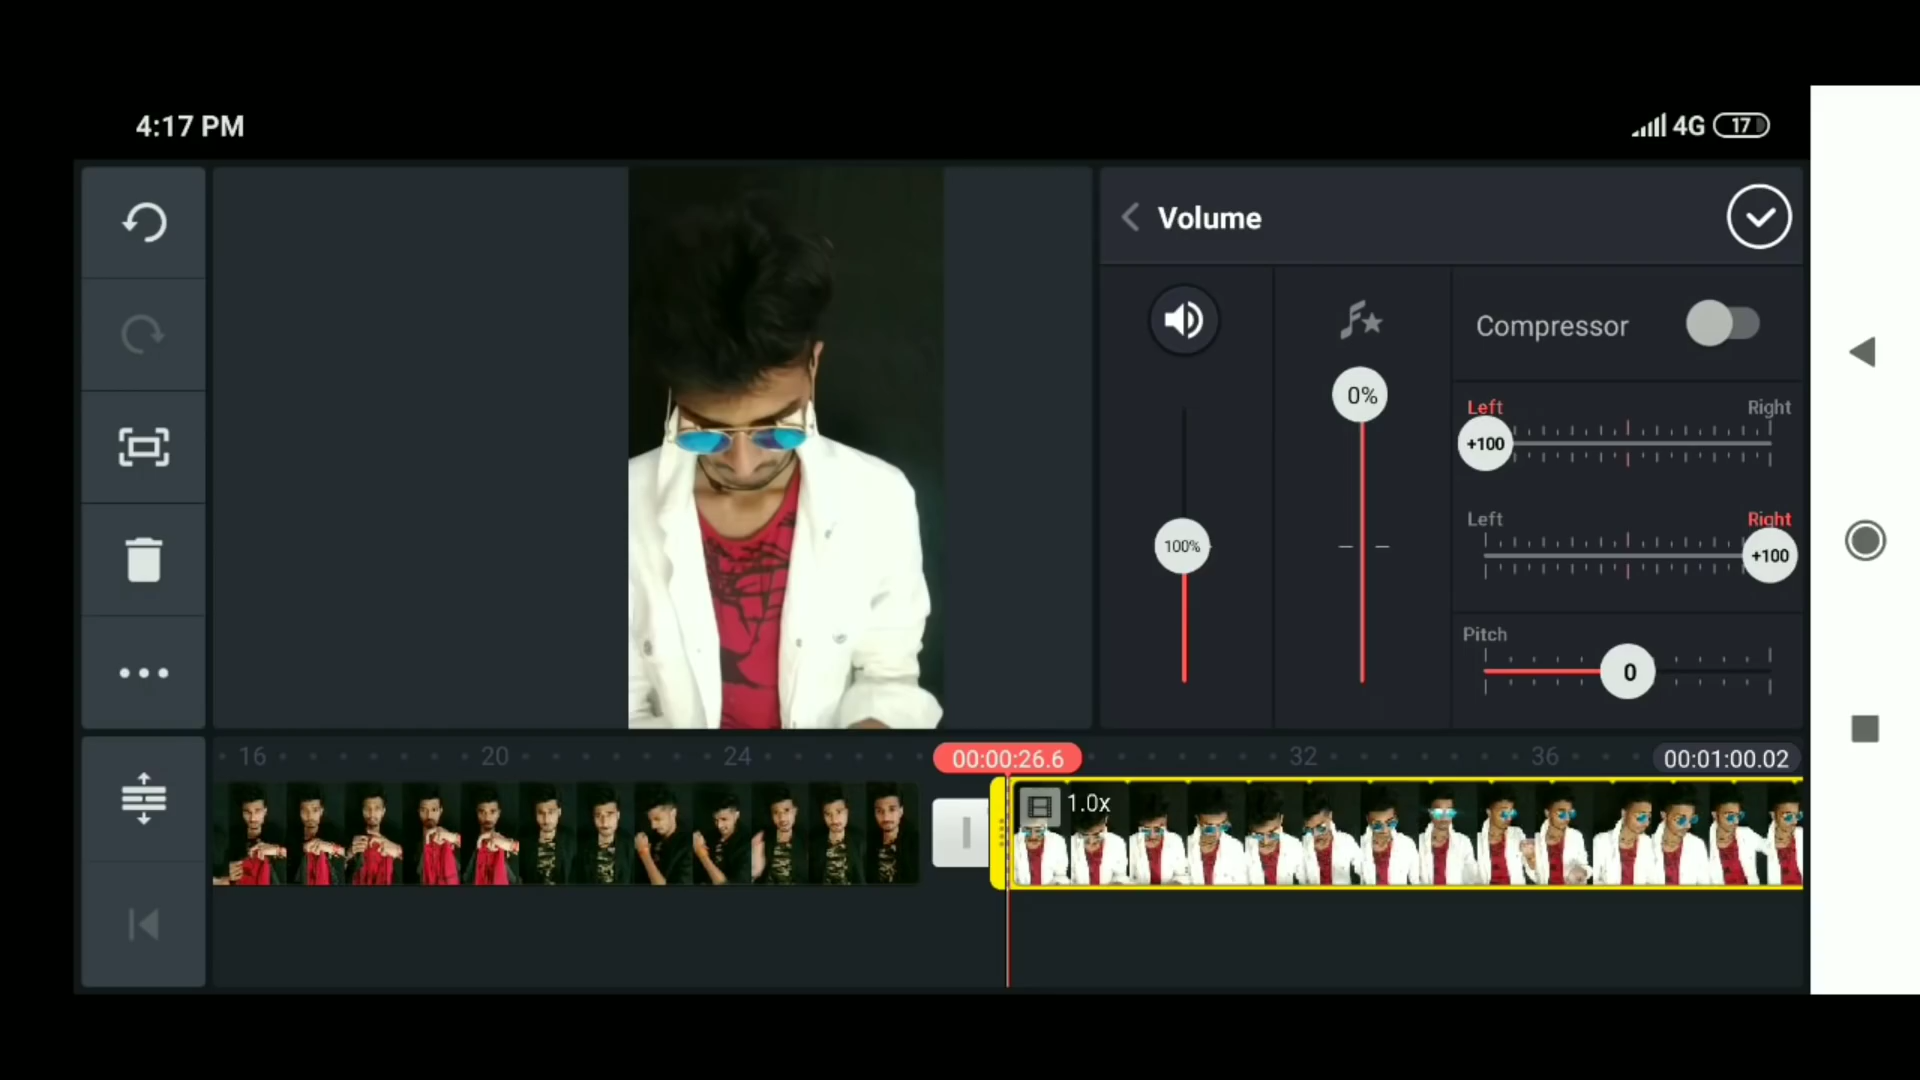 4:17 PM
4G 17
Volume
Compressor
0%
100%
Left Right
+100
Left Right
+100
Pitch
0
16 20 24 00:00:26.6 32 36 00:01:00.02
1.0x